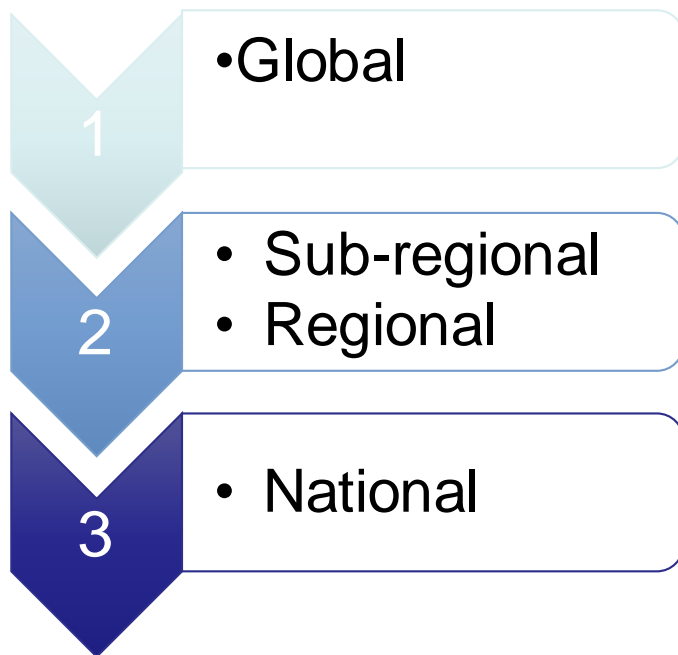 1
•Global
2
• Sub-regional
• Regional
3
• National